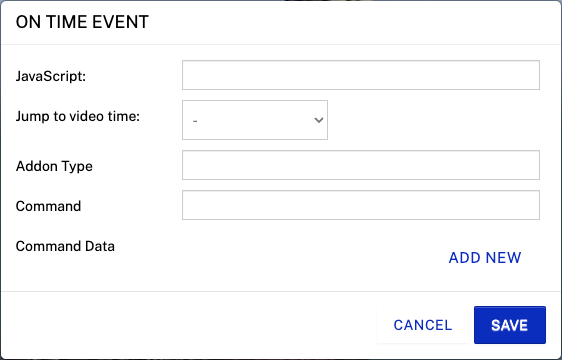 ON TIME EVENT
JavaScript:
Jump to video time:
-
Addon Type
Command
Command Data
ADD NEW
CANCEL
SAVE